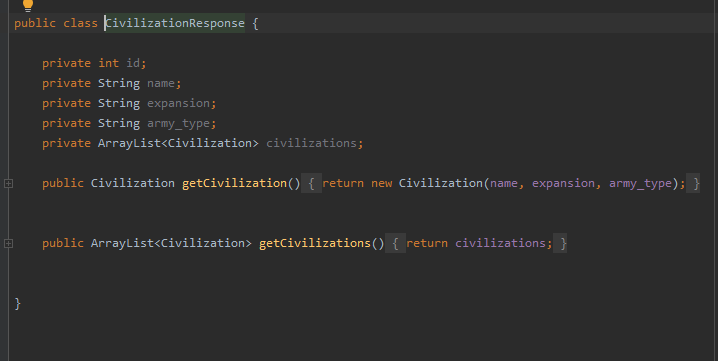 public class CivilizationResponse {
private int id;
private String name;
private String expansion;
private String army_type;
private ArrayList<Civilization> civilizations;
public Civilization getCivilization() { return new Civilization(name, expansion, army_type); }
public ArrayList<Civilization> getCivilizations() { return civilizations; }
}